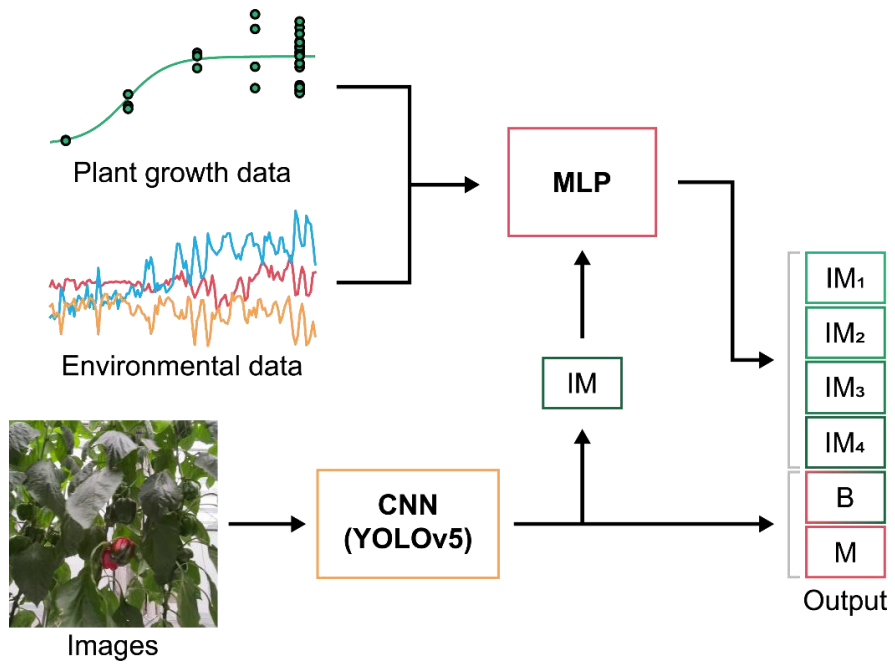 Plant growth data
MLP
Environmental data
IM
IM₁
IM₂
IM₃
IM₄
CNN
(YOLOv5)
B
M
Output
Images